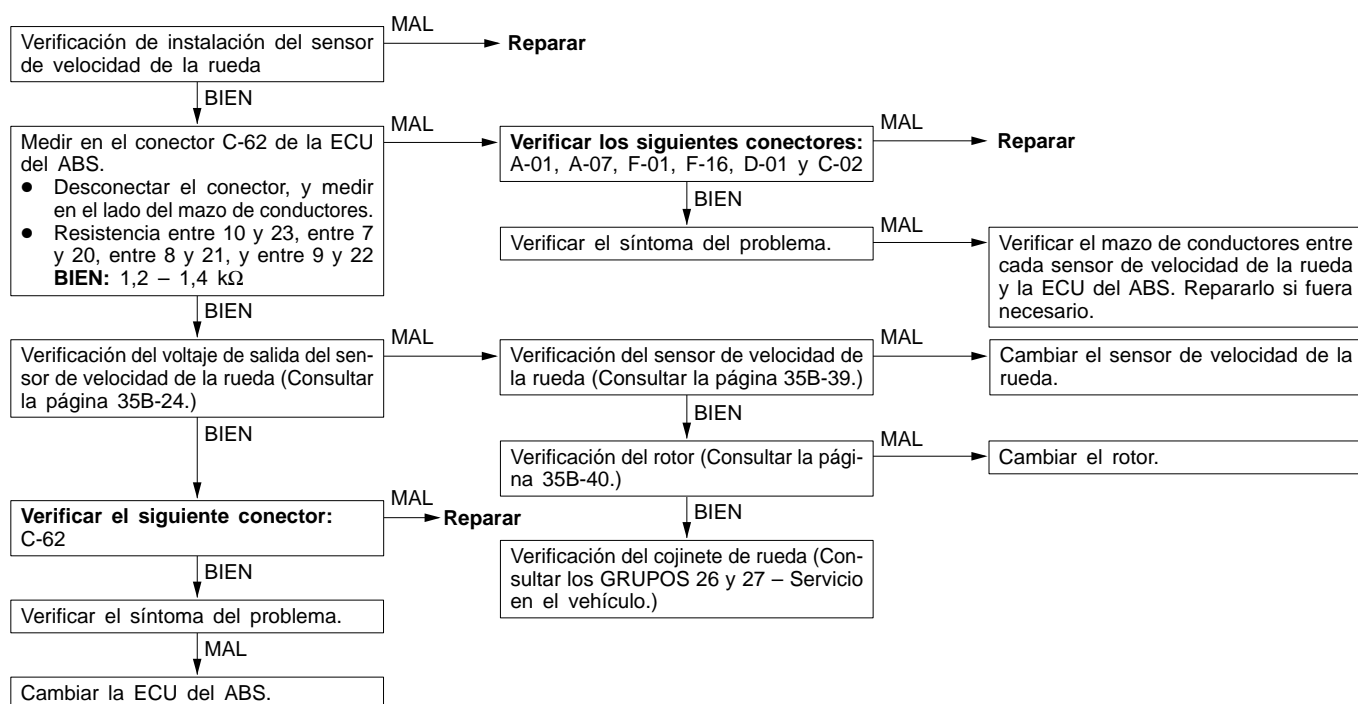 Verificación de instalación del sensor
de velocidad de la rueda
MAL
Reparar
BIEN
Medir en el conector C-62 de la ECU
del ABS.
● Desconectar el conector, y medir
en el lado del mazo de conductores.
● Resistencia entre 10 y 23, entre 7
y 20, entre 8 y 21, y entre 9 y 22
BIEN: 1,2 – 1,4 kΩ
MAL
Verificar los siguientes conectores:
A-01, A-07, F-01, F-16, D-01 y C-02
MAL
Reparar
BIEN
Verificar el síntoma del problema.
MAL
Verificar el mazo de conductores entre
cada sensor de velocidad de la rueda
y la ECU del ABS. Repararlo si fuera
necesario.
BIEN
Verificación del voltaje de salida del sen-
sor de velocidad de la rueda (Consultar
la página 35B-24.)
MAL
Verificación del sensor de velocidad de
la rueda (Consultar la página 35B-39.)
MAL
Cambiar el sensor de velocidad de la
rueda.
BIEN
Verificación del rotor (Consultar la pági-
na 35B-40.)
MAL
Cambiar el rotor.
BIEN
Verificación del cojinete de rueda (Con-
sultar los GRUPOS 26 y 27 – Servicio
en el vehículo.)
BIEN
Verificar el siguiente conector:
C-62
MAL
Reparar
BIEN
Verificar el síntoma del problema.
MAL
Cambiar la ECU del ABS.